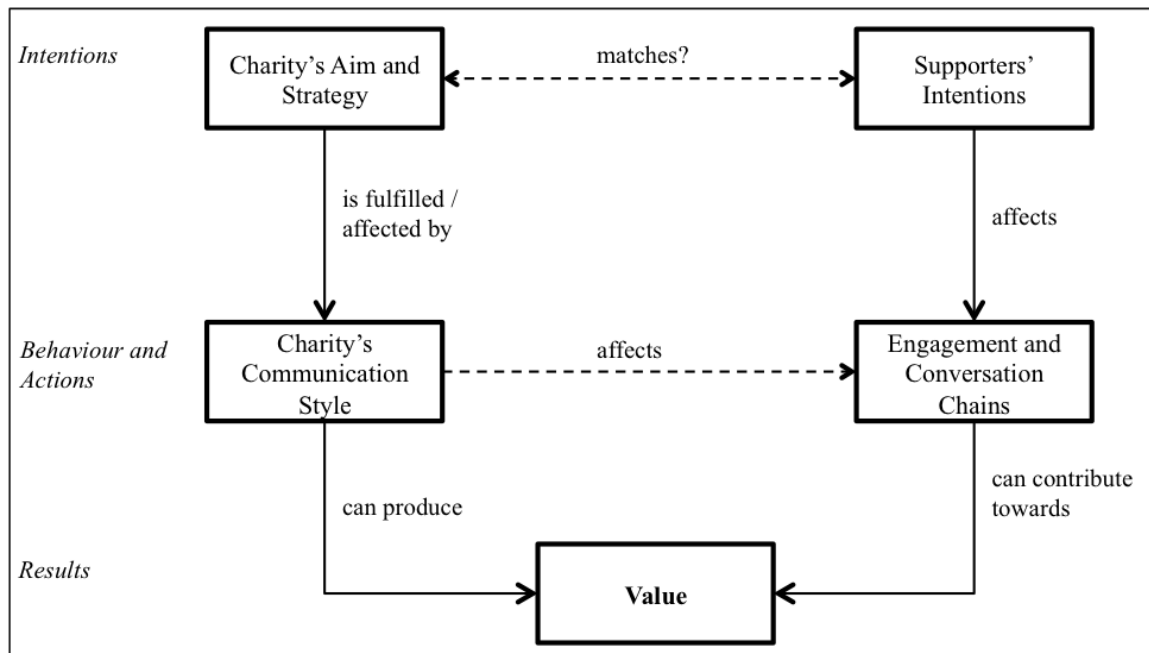 Intentions
Charity’s Aim and
Strategy
matches?
Supporters’
Intentions
is fulfilled /
affected by
affects
Behaviour and
Actions
Charity’s
Communication
Style
affects
Engagement and
Conversation
Chains
can produce
can contribute
towards
Results
Value